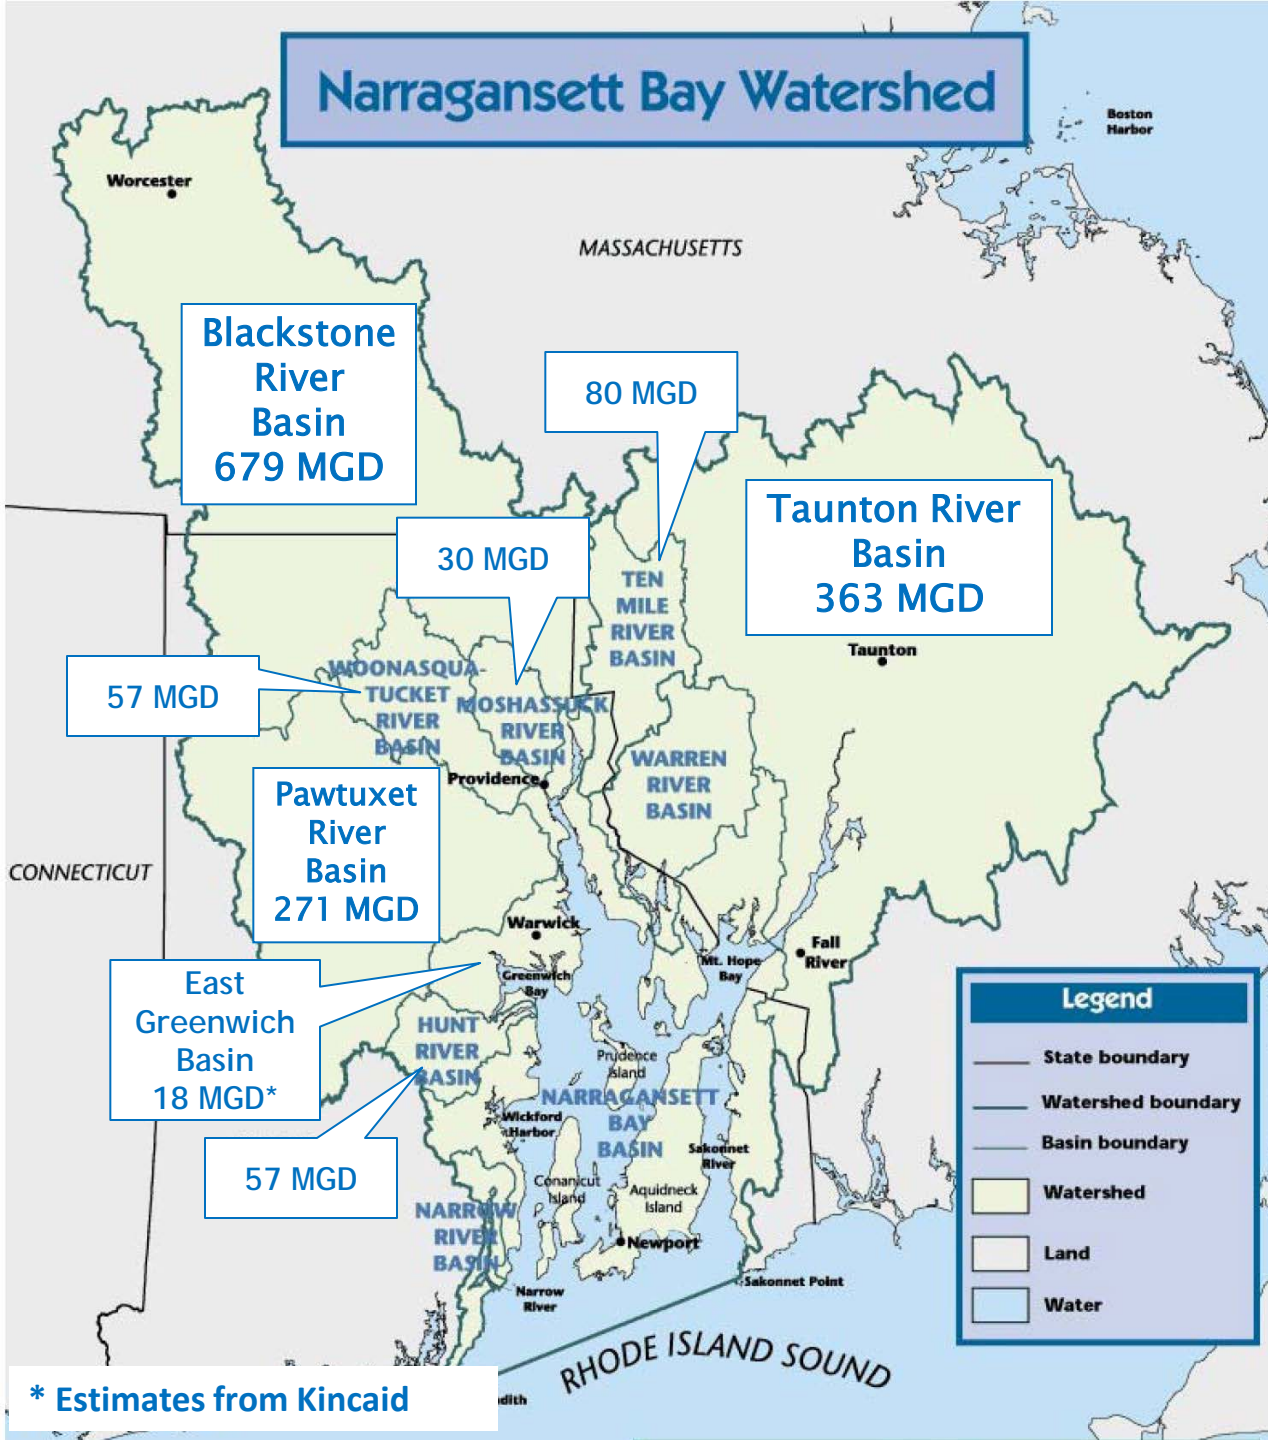 Narragansett Bay Watershed
Boston
Harbor
Worcester
MASSACHUSETTS
Blackstone
River
Basin
679 MGD
80 MGD
Taunton River
Basin
363 MGD
30 MGD
TEN
MILE
RIVER
BASIN
Taunton
57 MGD
WOONASQUA-
TUCKET
RIVER
BASIN
MOSHASSUCK
RIVER
BASIN
WARREN
RIVER
BASIN
Providence
Pawtuxet
River
Basin
271 MGD
CONNECTICUT
Warwick
Fall
River
Mt. Hope
Bay
Greenwich
Bay
East
Greenwich
Basin
18 MGD*
HUNT
RIVER
BASIN
Prudence
Island
NARRAGANSETT
BAY
BASIN
Wickford
Harbor
Sakonnet
River
57 MGD
Conanicut
Island
Aquidneck
Island
NARROW
RIVER
BASIN
Newport
Narrow
River
Sakonnet Point
RHODE ISLAND SOUND
Legend
State boundary
Watershed boundary
Basin boundary
Watershed
Land
Water
* Estimates from Kincaid